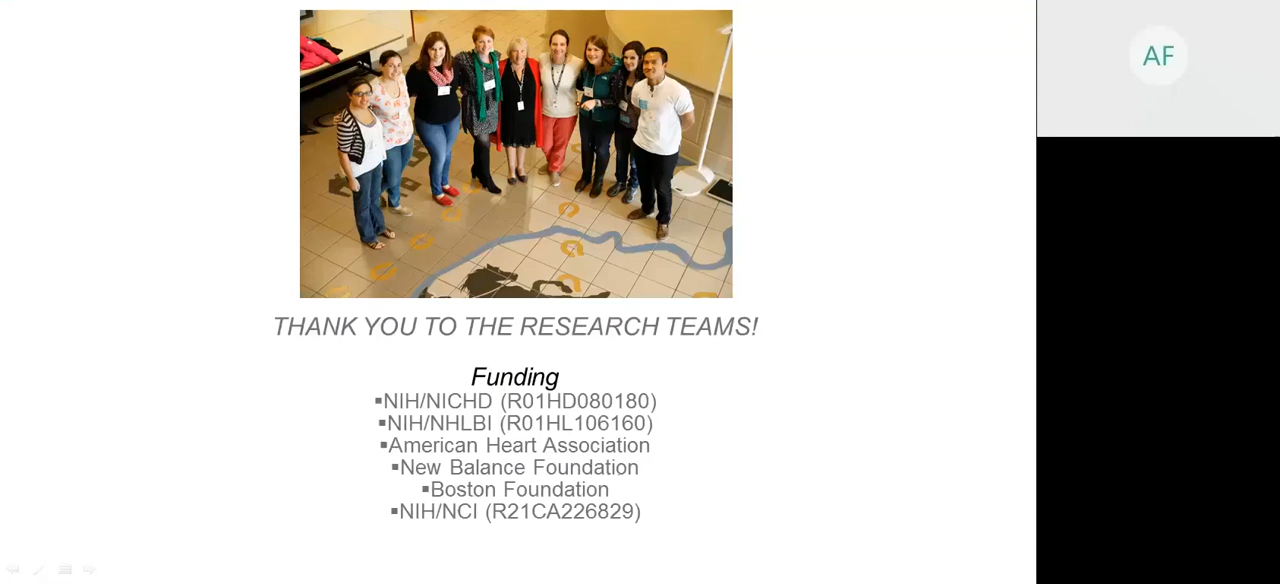 AF
THANK YOU TO THE RESEARCH TEAMS!
Funding
▪NIH/NICHD (R01HD080180)
▪NIH/NHLBI (R01HL106160)
▪American Heart Association
▪New Balance Foundation
▪Boston Foundation
▪NIH/NCI (R21CA226829)